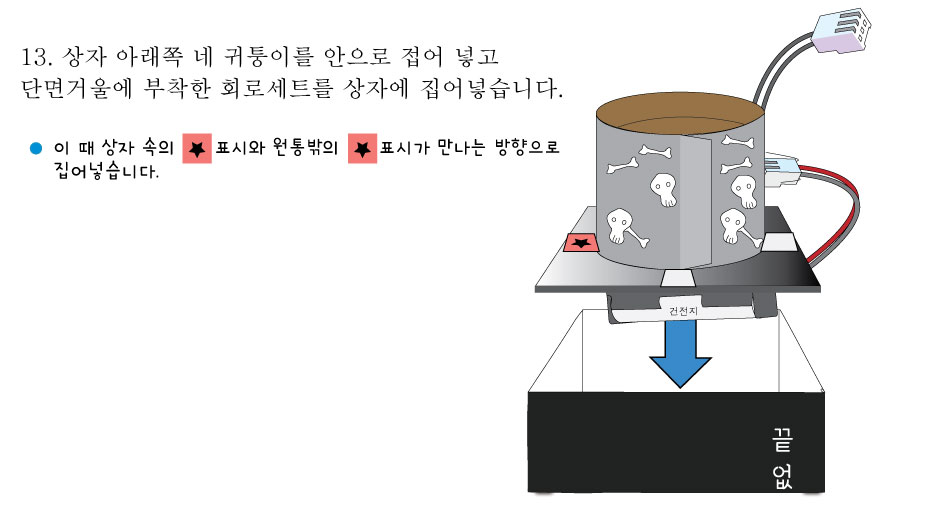 13. 상자 아래쪽 네 귀퉁이를 안으로 접어 넣고
단면거울에 부착한 회로세트를 상자에 집어넣습니다.
이 때 상자 속의 ★ 표시와 원통밖의 ★ 표시가 만나는 방향으로
집어넣습니다.
건전지
끝
없